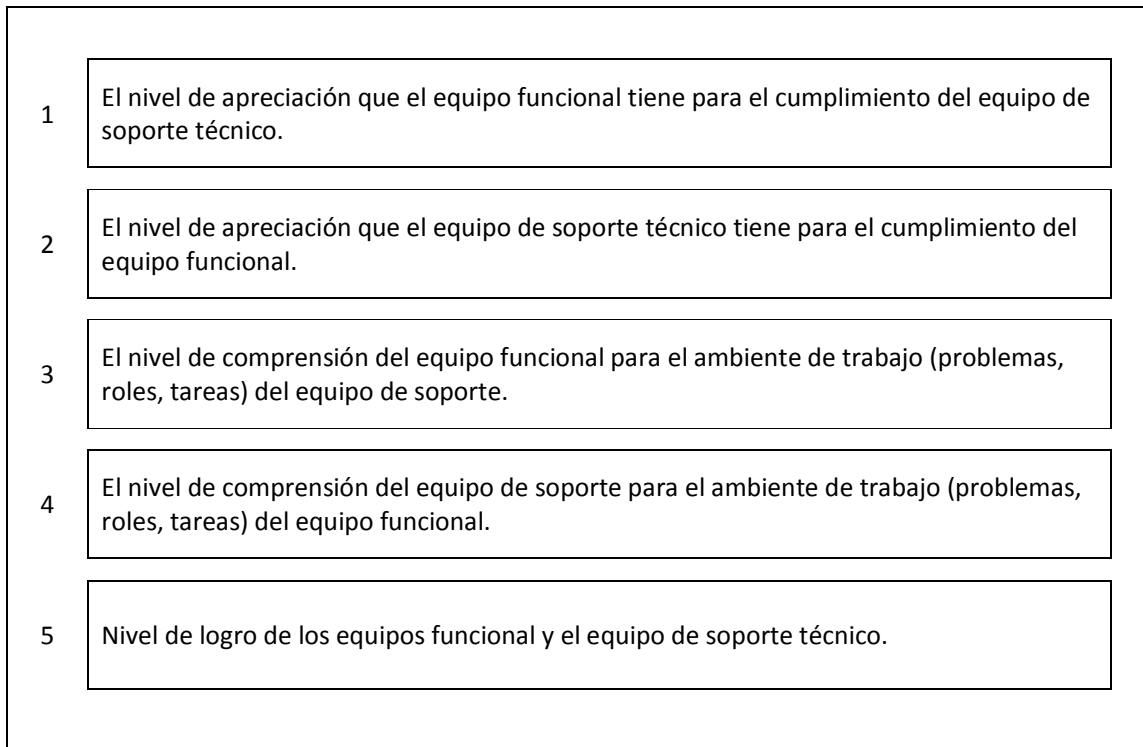 1
El nivel de apreciación que el equipo funcional tiene para el cumplimiento del equipo de
soporte técnico.
2
El nivel de apreciación que el equipo de soporte técnico tiene para el cumplimiento del
equipo funcional.
3
El nivel de comprensión del equipo funcional para el ambiente de trabajo (problemas,
roles, tareas) del equipo de soporte.
4
El nivel de comprensión del equipo de soporte para el ambiente de trabajo (problemas,
roles, tareas) del equipo funcional.
5
Nivel de logro de los equipos funcional y el equipo de soporte técnico.